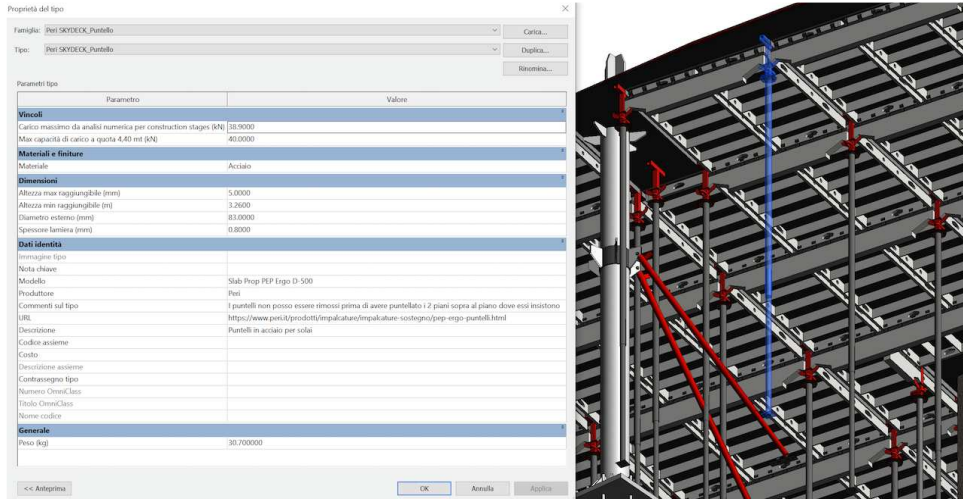 Proprietà del tipo
Famiglia: Peri SKYDECK_Puntello Carica...
Tipo: Peri SKYDECK_Puntello Duplica...
Rinomina...
Parametri tipo
Parametro Valore
Vincoli
Carico massimo da analisi numerica per construction stages (kN) 38.9000
Max capacità di carico a quota 4,40 mt (kN) 40.0000
Materiali e finiture
Materiale Acciaio
Dimensioni
Altezza max raggiungibile (mm) 5.0000
Altezza min raggiungibile (m) 3.2600
Diametro esterno (mm) 83.0000
Spessore lamiera (mm) 0.8000
Dati identità
Immagine tipo
Nota chiave
Modello Slab Prop PEP Ergo D-500
Produttore Peri
Commenti sul tipo I puntelli non posso essere rimossi prima di avere puntellato i 2 piani sopra al piano dove essi insistono
URL https://www.peri.it/prodotti/impalcature/impalcature-sostegno/pep-ergo-puntelli.html
Descrizione Puntelli in acciaio per solai
Codice assieme
Costo
Descrizione assieme
Contrassegno tipo
Numero OmniClass
Titolo OmniClass
Nome codice
Generale
Peso (kg) 30.700000
<< Anteprima OK Annulla Applica